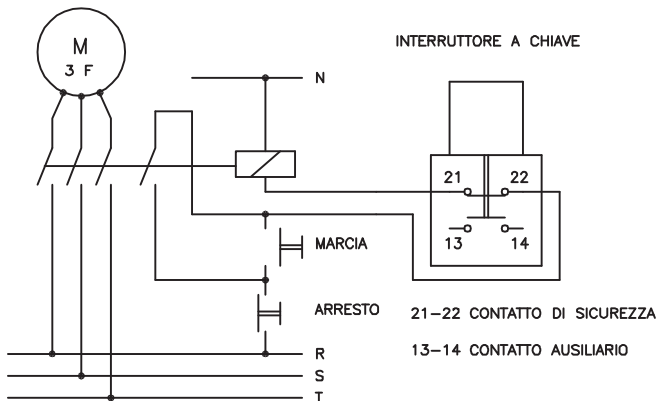 M
3 F
INTERRUTTORE A CHIAVE
N
21 22
13 14
MARCIA
ARRESTO
21-22 CONTATTO DI SICUREZZA
13-14 CONTATTO AUSILIARIO
R
S
T